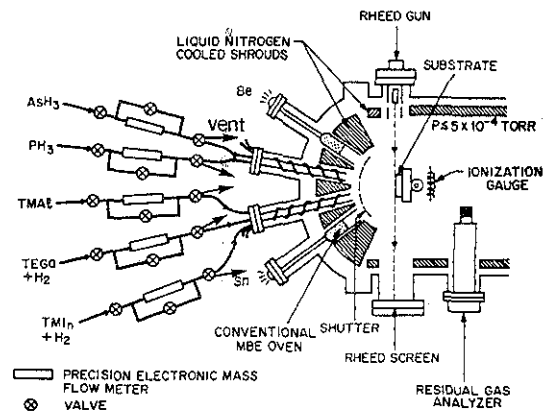 RHEED GUN
LIQUID NITROGEN
COOLED SHROUDS
SUBSTRATE
Be
AsH3
vent
P≤5 x 10-4 TORR
PH3
IONIZATION
GAUGE
TMAl
TEGa
+H2
Sn
TMIn
+H2
SHUTTER
CONVENTIONAL
MBE OVEN
RHEED SCREEN
RESIDUAL GAS
ANALYZER
PRECISION ELECTRONIC MASS
FLOW METER
VALVE